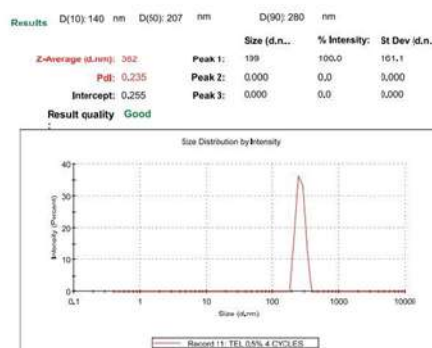 Results D(10): 140 nm D(50): 207 nm D(90): 280 nm
Size (d.n... % Intensity: St Dev (d.n...
Z-Average (d.nm): 362 Peak 1: 199 100.0 161.1
PdI: 0.235 Peak 2: 0.000 0.0 0.000
Intercept: 0.255 Peak 3: 0.000 0.0 0.000
Result quality Good
Size Distribution by Intensity
40
30
20
10
0
Intensity (Percent)
0.1 1 10 100 1000 10000
Size (d.nm)
Record 11: TEL 0.5% 4 CYCLES